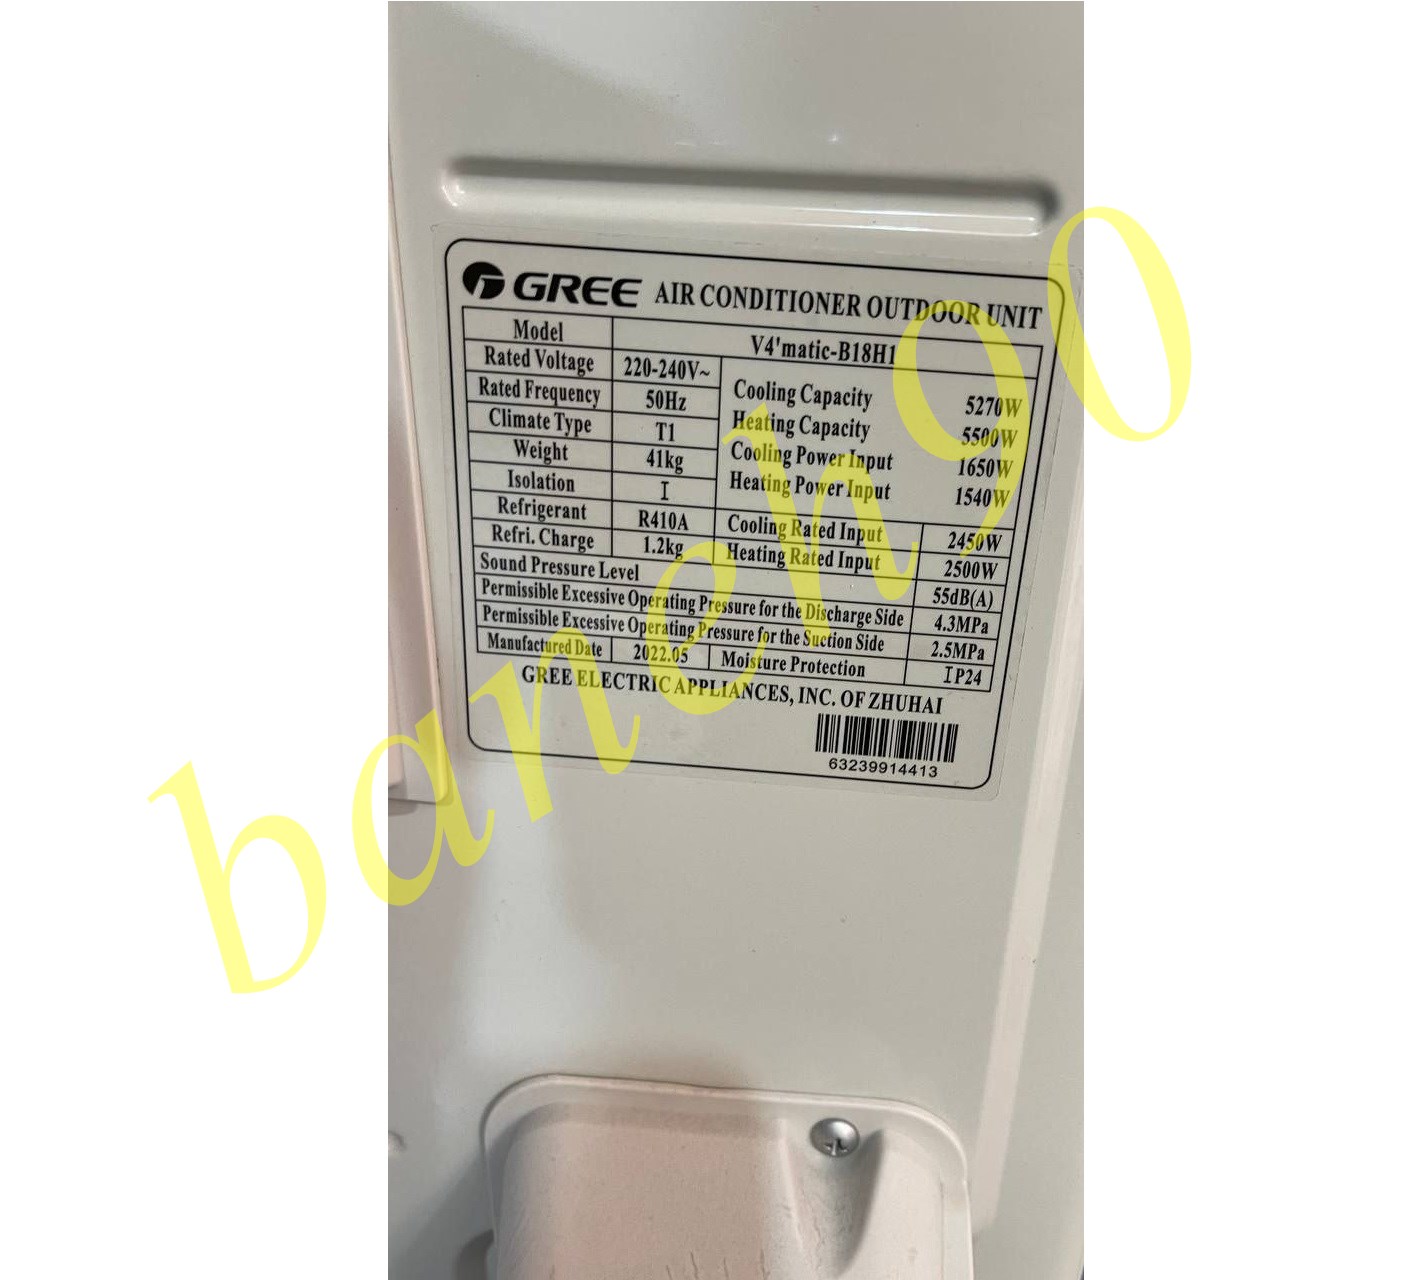 GREE AIR CONDITIONER OUTDOOR UNIT
Model V4'matic-B18H1
Rated Voltage 220-240V~
Rated Frequency 50Hz
Climate Type T1
Weight 41kg
Isolation I
Refrigerant R410A
Refri. Charge 1.2kg
Cooling Capacity 5270W
Heating Capacity 5500W
Cooling Power Input 1650W
Heating Power Input 1540W
Cooling Rated Input 2450W
Heating Rated Input 2500W
Sound Pressure Level 55dB(A)
Permissible Excessive Operating Pressure for the Discharge Side 4.3MPa
Permissible Excessive Operating Pressure for the Suction Side 2.5MPa
Manufactured Date 2022.05 Moisture Protection IP24
GREE ELECTRIC APPLIANCES, INC. OF ZHUHAI
63239914413
baneh90